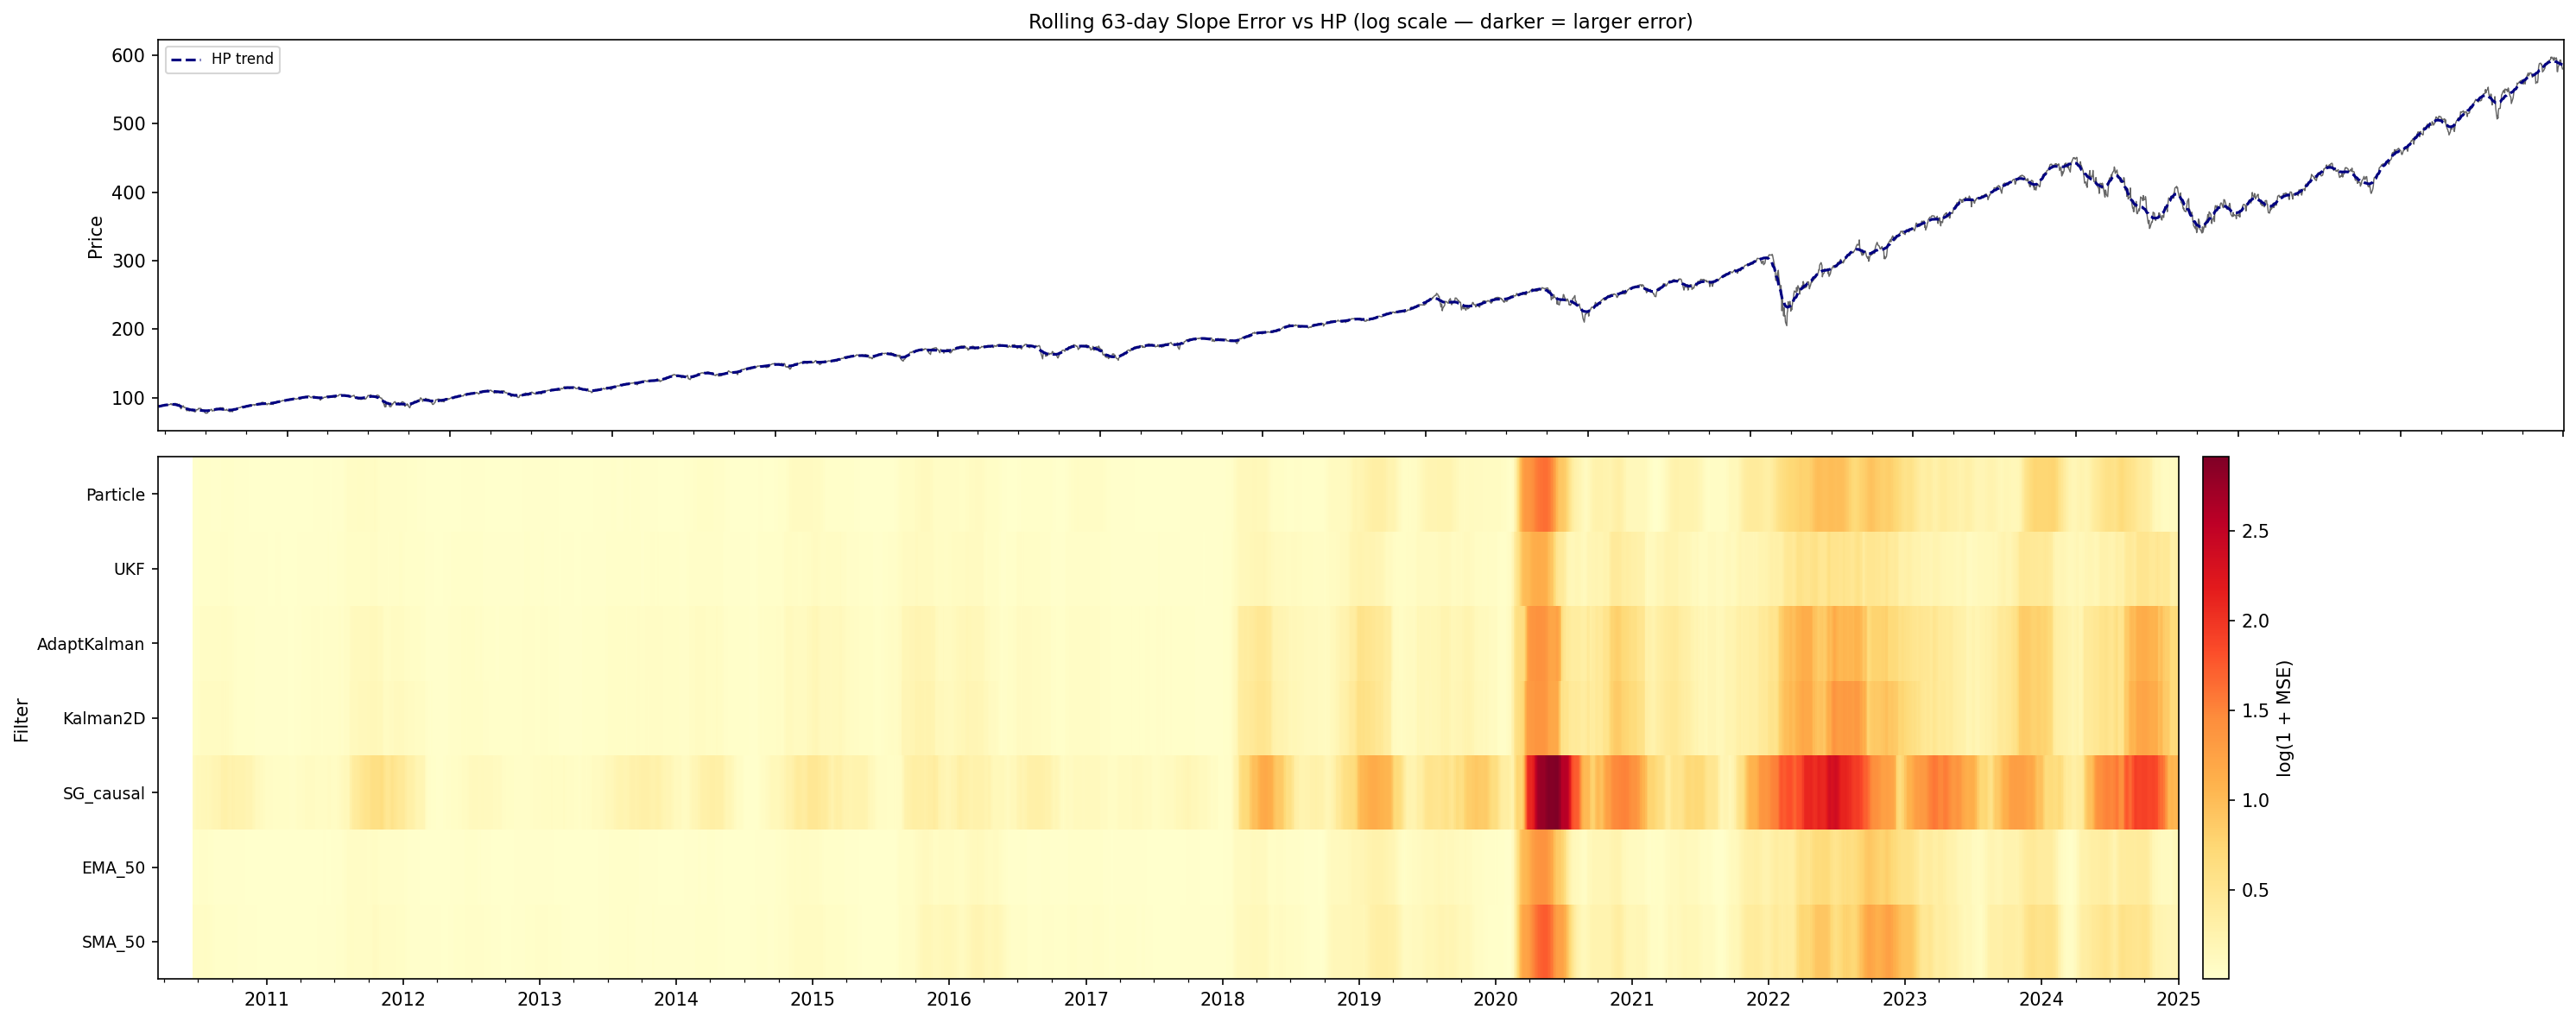 Rolling 63-day Slope Error vs HP (log scale — darker = larger error)
HP trend
Price
600
500
400
300
200
100
Filter
Particle
UKF
AdaptKalman
Kalman2D
SG_causal
EMA_50
SMA_50
2011 2012 2013 2014 2015 2016 2017 2018 2019 2020 2021 2022 2023 2024 2025
2.5
2.0
1.5
1.0
0.5
log(1 + MSE)